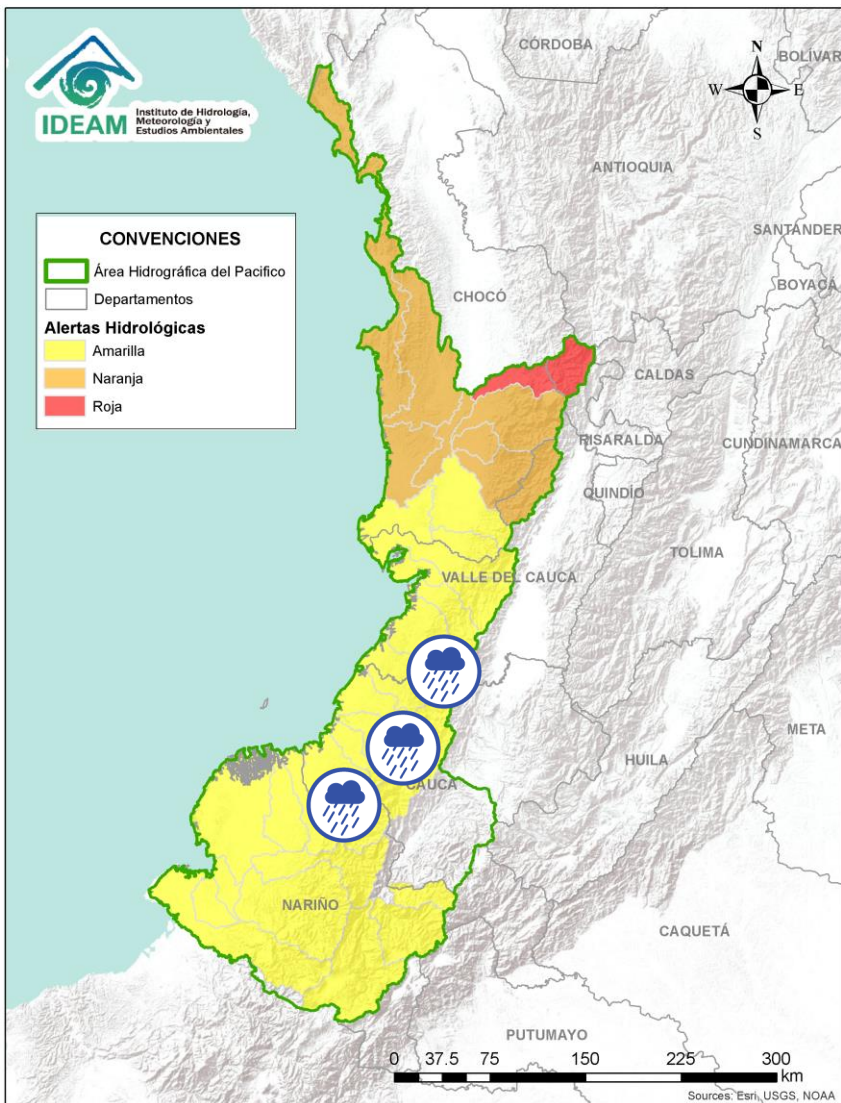 IDEAM
Instituto de Hidrología,
Meteorología y
Estudios Ambientales
CÓRDOBA
BOLÍVAR
N
W
E
S
ANTIOQUIA
SANTANDER
BOYACÁ
CONVENCIONES
Área Hidrográfica del Pacifico
Departamentos
Alertas Hidrológicas
Amarilla
Naranja
Roja
CHOCÓ
CALDAS
RISARALDA
CUNDINAMARCA
QUINDÍO
TOLIMA
VALLE DEL CAUCA
META
HUILA
CAUCA
NARIÑO
CAQUETÁ
PUTUMAYO
0 37.5 75 150 225 300
km
Sources: Esri, USGS, NOAA